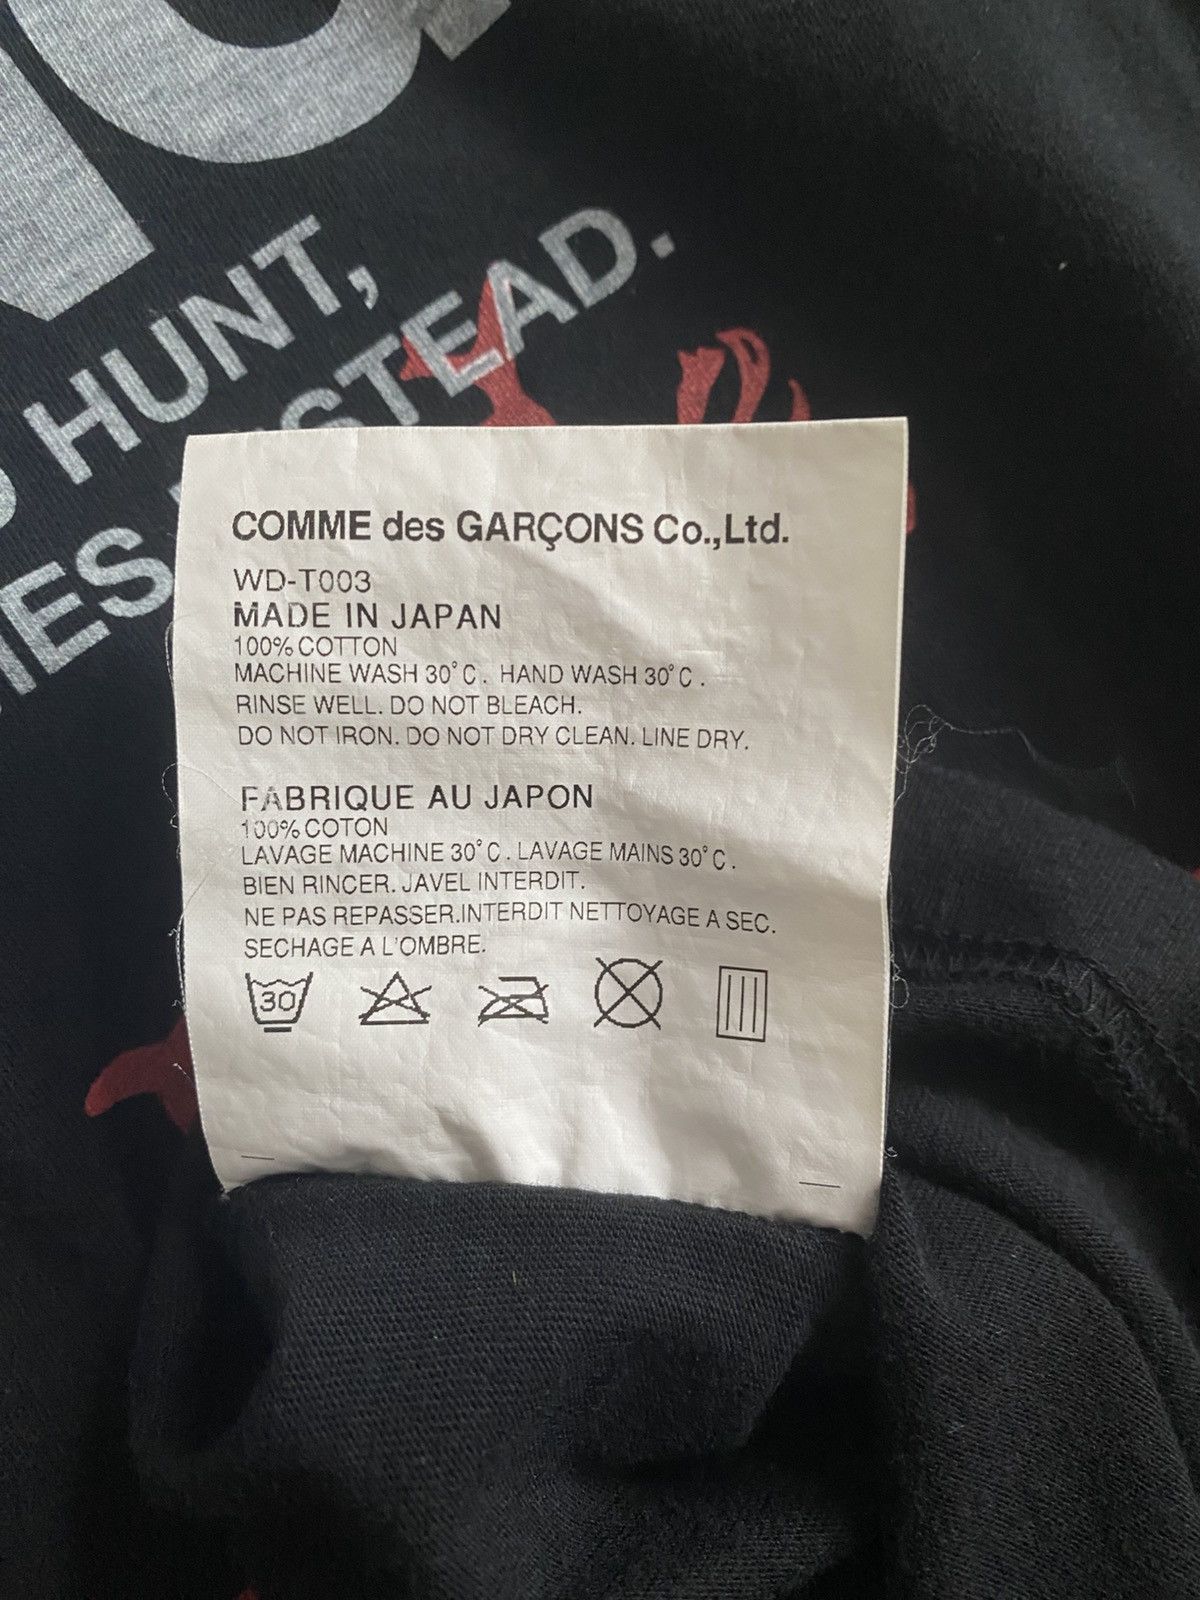 HUNT,
INSTEAD.
COMME des GARÇONS Co.,Ltd.
WD-T003
MADE IN JAPAN
100% COTTON
MACHINE WASH 30°C. HAND WASH 30°C.
RINSE WELL. DO NOT BLEACH.
DO NOT IRON. DO NOT DRY CLEAN. LINE DRY.
FABRIQUE AU JAPON
100% COTON
LAVAGE MACHINE 30°C. LAVAGE MAINS 30°C.
BIEN RINCER. JAVEL INTERDIT.
NE PAS REPASSER.INTERDIT NETTOYAGE A SEC.
SECHAGE A L'OMBRE.
30